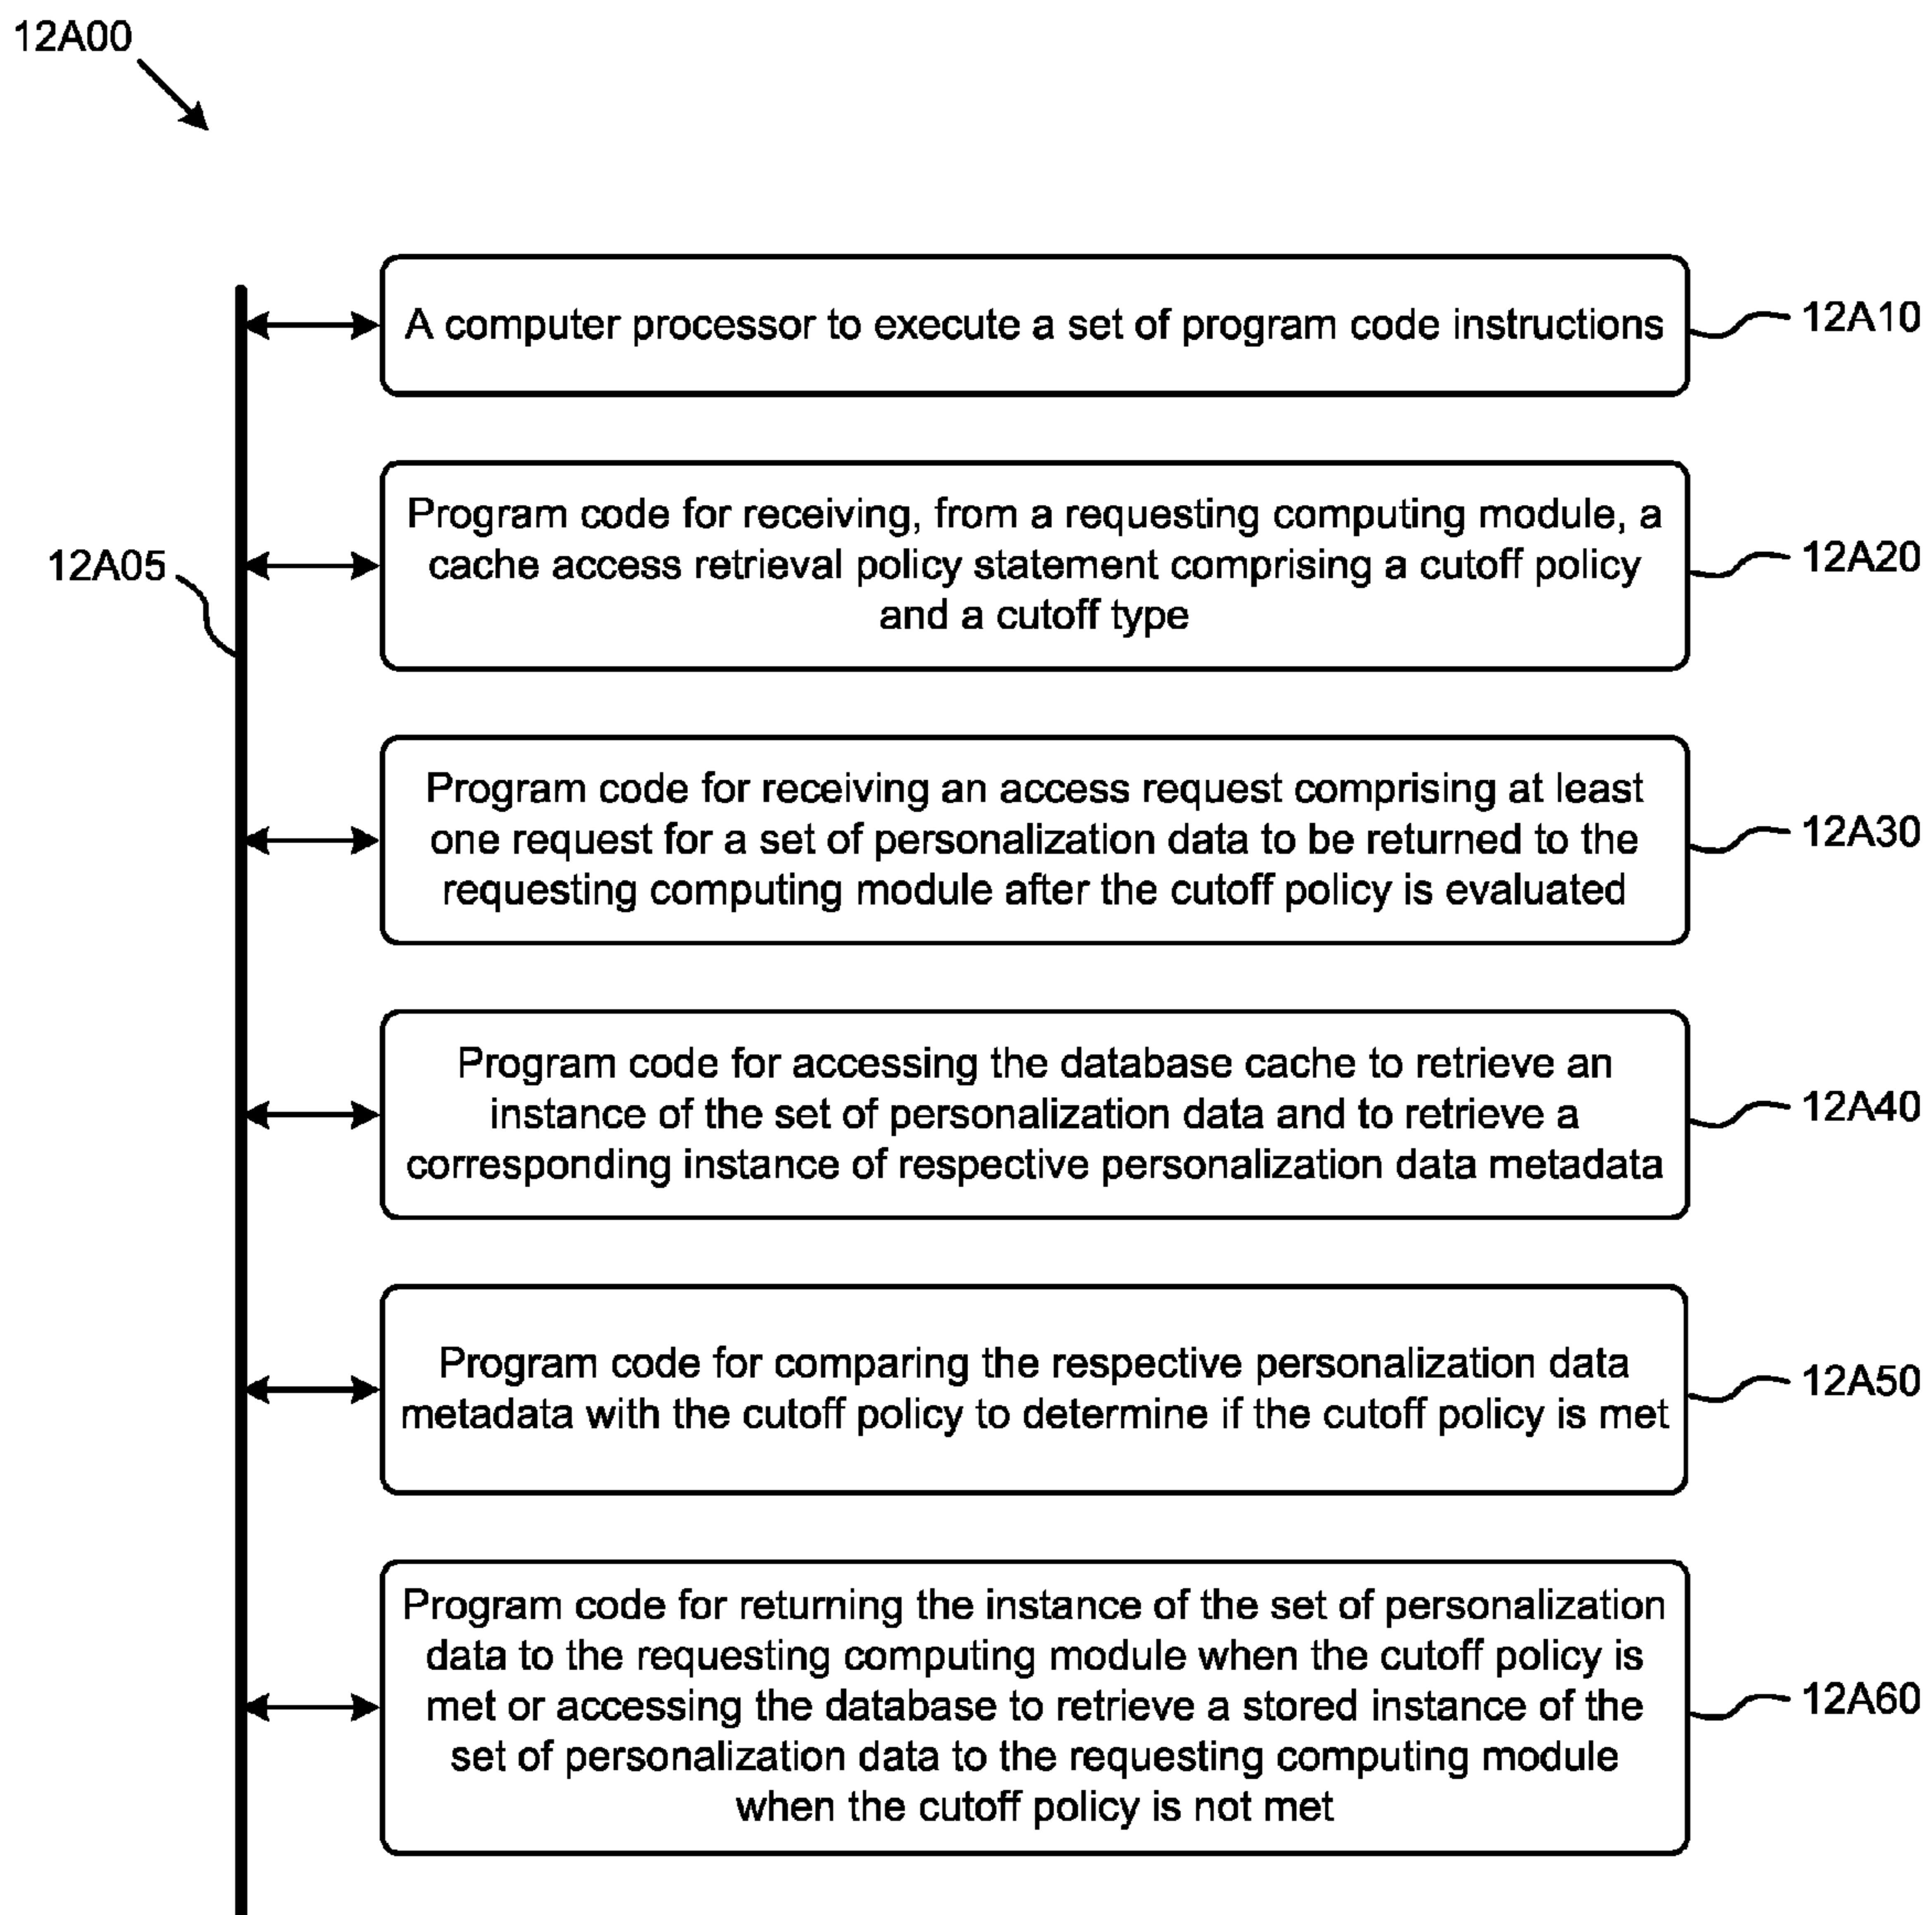 12A00
A computer processor to execute a set of program code instructions
12A10
Program code for receiving, from a requesting computing module, a
cache access retrieval policy statement comprising a cutoff policy
and a cutoff type
12A20
12A05
Program code for receiving an access request comprising at least
one request for a set of personalization data to be returned to the
requesting computing module after the cutoff policy is evaluated
12A30
Program code for accessing the database cache to retrieve an
instance of the set of personalization data and to retrieve a
corresponding instance of respective personalization data metadata
12A40
Program code for comparing the respective personalization data
metadata with the cutoff policy to determine if the cutoff policy is met
12A50
Program code for returning the instance of the set of personalization
data to the requesting computing module when the cutoff policy is
met or accessing the database to retrieve a stored instance of the
set of personalization data to the requesting computing module
when the cutoff policy is not met
12A60